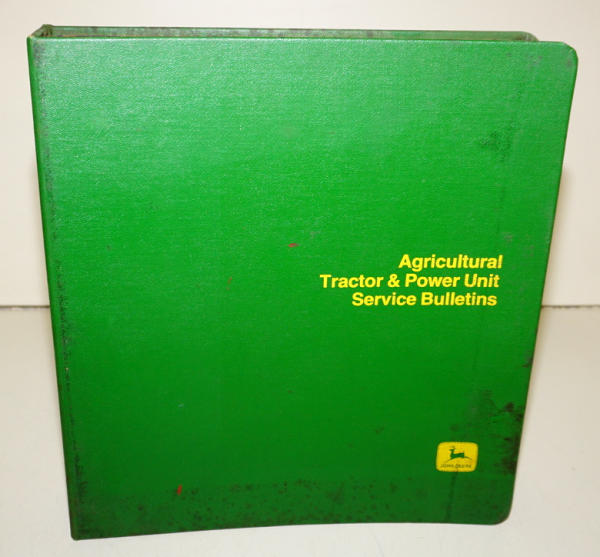 Agricultural
Tractor & Power Unit
Service Bulletins
JOHN DEERE